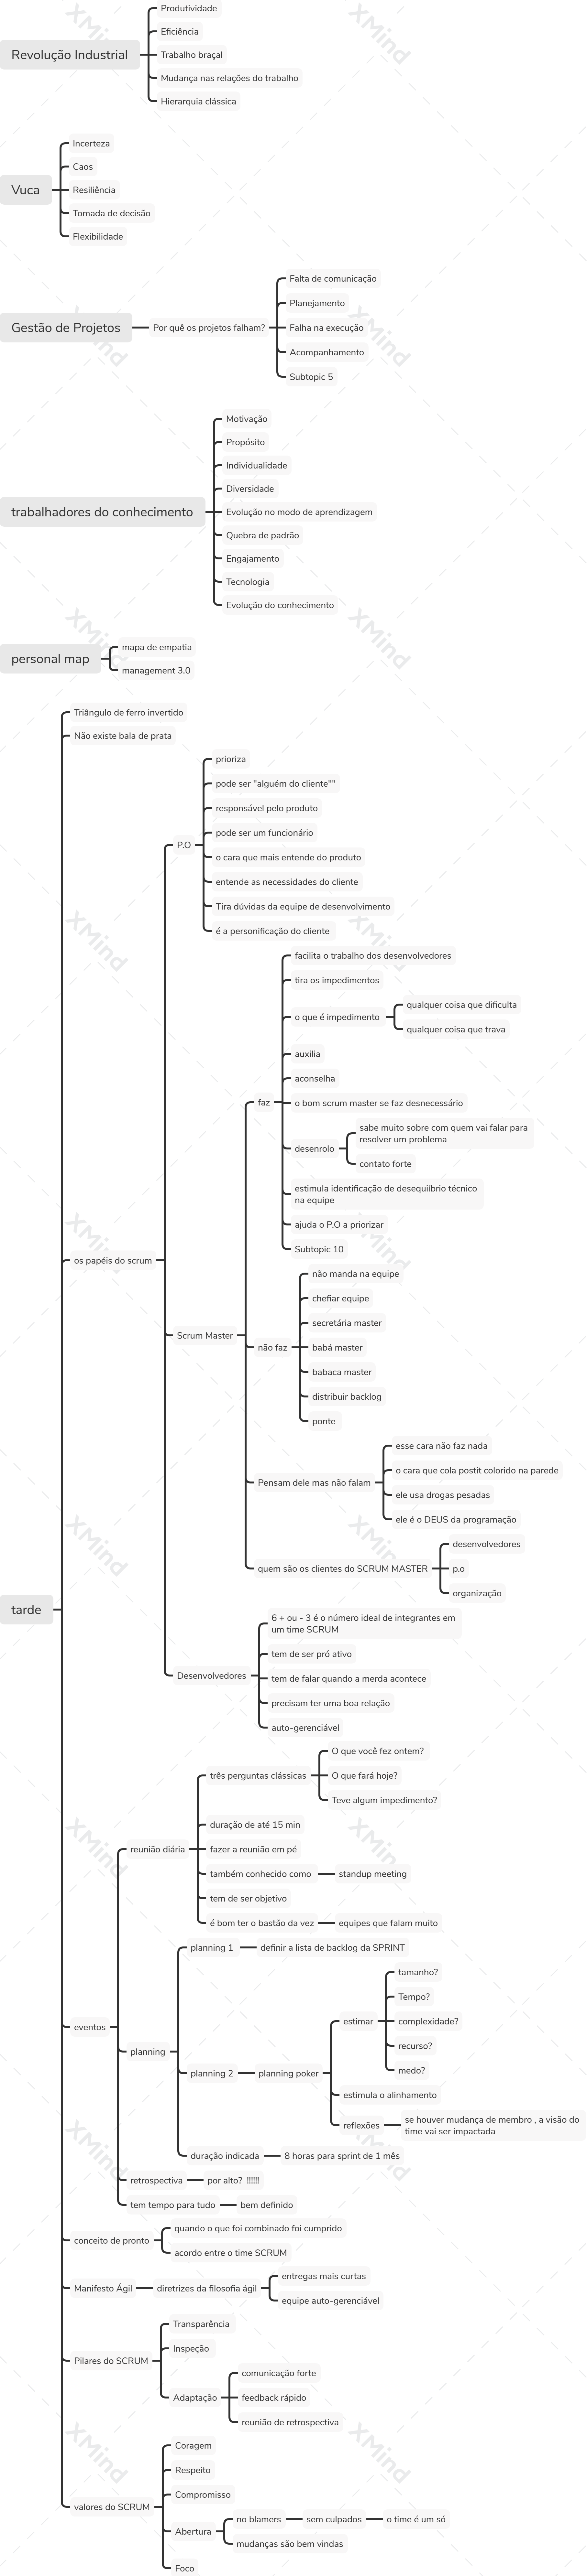 Revolução Industrial
Produtividade
Eficiência
Trabalho braçal
Mudança nas relações do trabalho
Hierarquia clássica
Vuca
Incerteza
Caos
Resiliência
Tomada de decisão
Flexibilidade
Gestão de Projetos
Por quê os projetos falham?
Falta de comunicação
Planejamento
Falha na execução
Acompanhamento
Subtopic 5
trabalhadores do conhecimento
Motivação
Propósito
Individualidade
Diversidade
Evolução no modo de aprendizagem
Quebra de padrão
Engajamento
Tecnologia
Evolução do conhecimento
personal map
mapa de empatia
management 3.0
tarde
Triângulo de ferro invertido
Não existe bala de prata
os papéis do scrum
P.O
prioriza
pode ser "alguém do cliente""
responsável pelo produto
pode ser um funcionário
o cara que mais entende do produto
entende as necessidades do cliente
Tira dúvidas da equipe de desenvolvimento
é a personificação do cliente
Scrum Master
faz
facilita o trabalho dos desenvolvedores
tira os impedimentos
o que é impedimento
qualquer coisa que dificulta
qualquer coisa que trava
auxilia
aconselha
o bom scrum master se faz desnecessário
desenrolo
sabe muito sobre com quem vai falar para
resolver um problema
contato forte
estimula identificação de desequiíbrio técnico
na equipe
ajuda o P.O a priorizar
Subtopic 10
não faz
não manda na equipe
chefiar equipe
secretária master
babá master
babaca master
distribuir backlog
ponte
Pensam dele mas não falam
esse cara não faz nada
o cara que cola postit colorido na parede
ele usa drogas pesadas
ele é o DEUS da programação
quem são os clientes do SCRUM MASTER
desenvolvedores
p.o
organização
Desenvolvedores
6 + ou - 3 é o número ideal de integrantes em
um time SCRUM
tem de ser pró ativo
tem de falar quando a merda acontece
precisam ter uma boa relação
auto-gerenciável
eventos
reunião diária
três perguntas clássicas
O que você fez ontem?
O que fará hoje?
Teve algum impedimento?
duração de até 15 min
fazer a reunião em pé
também conhecido como
standup meeting
tem de ser objetivo
é bom ter o bastão da vez
equipes que falam muito
planning
planning 1
definir a lista de backlog da SPRINT
planning 2
planning poker
estimar
tamanho?
Tempo?
complexidade?
recurso?
medo?
estimula o alinhamento
reflexões
se houver mudança de membro , a visão do
time vai ser impactada
duração indicada
8 horas para sprint de 1 mês
retrospectiva
por alto? !!!!!!
tem tempo para tudo
bem definido
conceito de pronto
quando o que foi combinado foi cumprido
acordo entre o time SCRUM
Manifesto Ágil
diretrizes da filosofia ágil
entregas mais curtas
equipe auto-gerenciável
Pilares do SCRUM
Transparência
Inspeção
Adaptação
comunicação forte
feedback rápido
reunião de retrospectiva
valores do SCRUM
Coragem
Respeito
Compromisso
Abertura
no blamers
sem culpados
o time é um só
mudanças são bem vindas
Foco